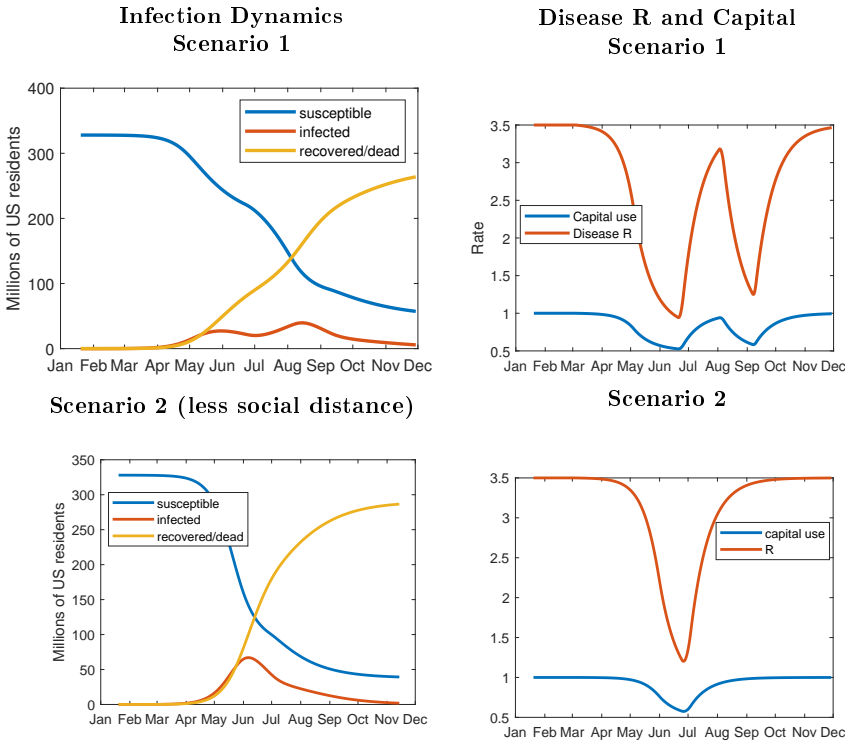 Infection Dynamics
Scenario 1
400
300
200
100
0
Millions of US residents
susceptible
infected
recovered/dead
Jan Feb Mar Apr May Jun Jul Aug Sep Oct Nov Dec
Disease R and Capital
Scenario 1
3.5
3
2.5
2
1.5
1
0.5
Rate
Capital use
Disease R
Jan Feb Mar Apr May Jun Jul Aug Sep Oct Nov Dec
Scenario 2 (less social distance)
350
300
250
200
150
100
50
0
Millions of US residents
susceptible
infected
recovered/dead
Jan Feb Mar Apr May Jun Jul Aug Sep Oct Nov Dec
Scenario 2
3.5
3
2.5
2
1.5
1
0.5
capital use
R
Jan Feb Mar Apr May Jun Jul Aug Sep Oct Nov Dec